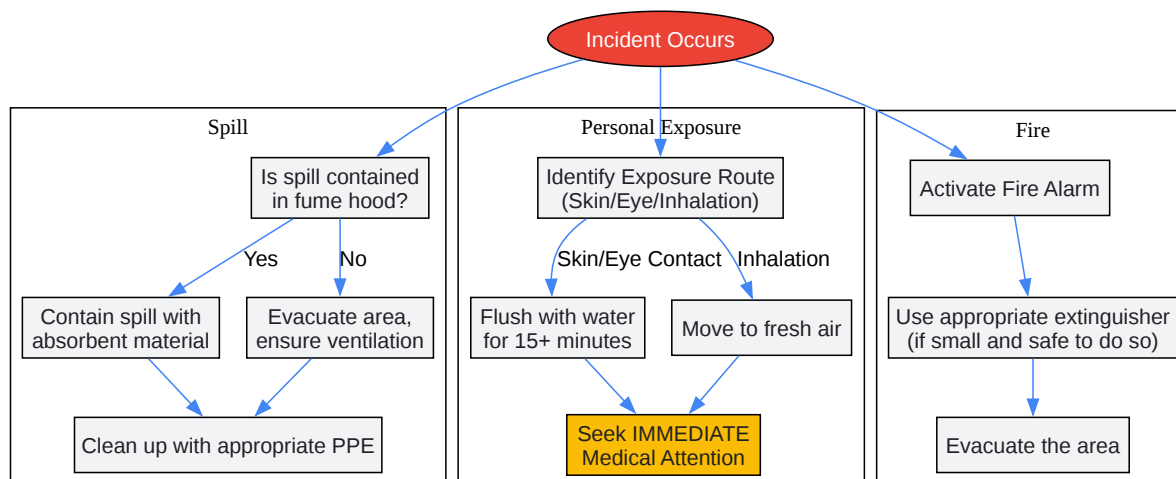 Incident Occurs
Spill
Is spill contained
in fume hood?
Yes
No
Contain spill with
absorbent material
Evacuate area,
ensure ventilation
Clean up with appropriate PPE
Personal Exposure
Identify Exposure Route
(Skin/Eye/Inhalation)
Skin/Eye Contact
Inhalation
Flush with water
for 15+ minutes
Move to fresh air
Seek IMMEDIATE
Medical Attention
Fire
Activate Fire Alarm
Use appropriate extinguisher
(if small and safe to do so)
Evacuate the area